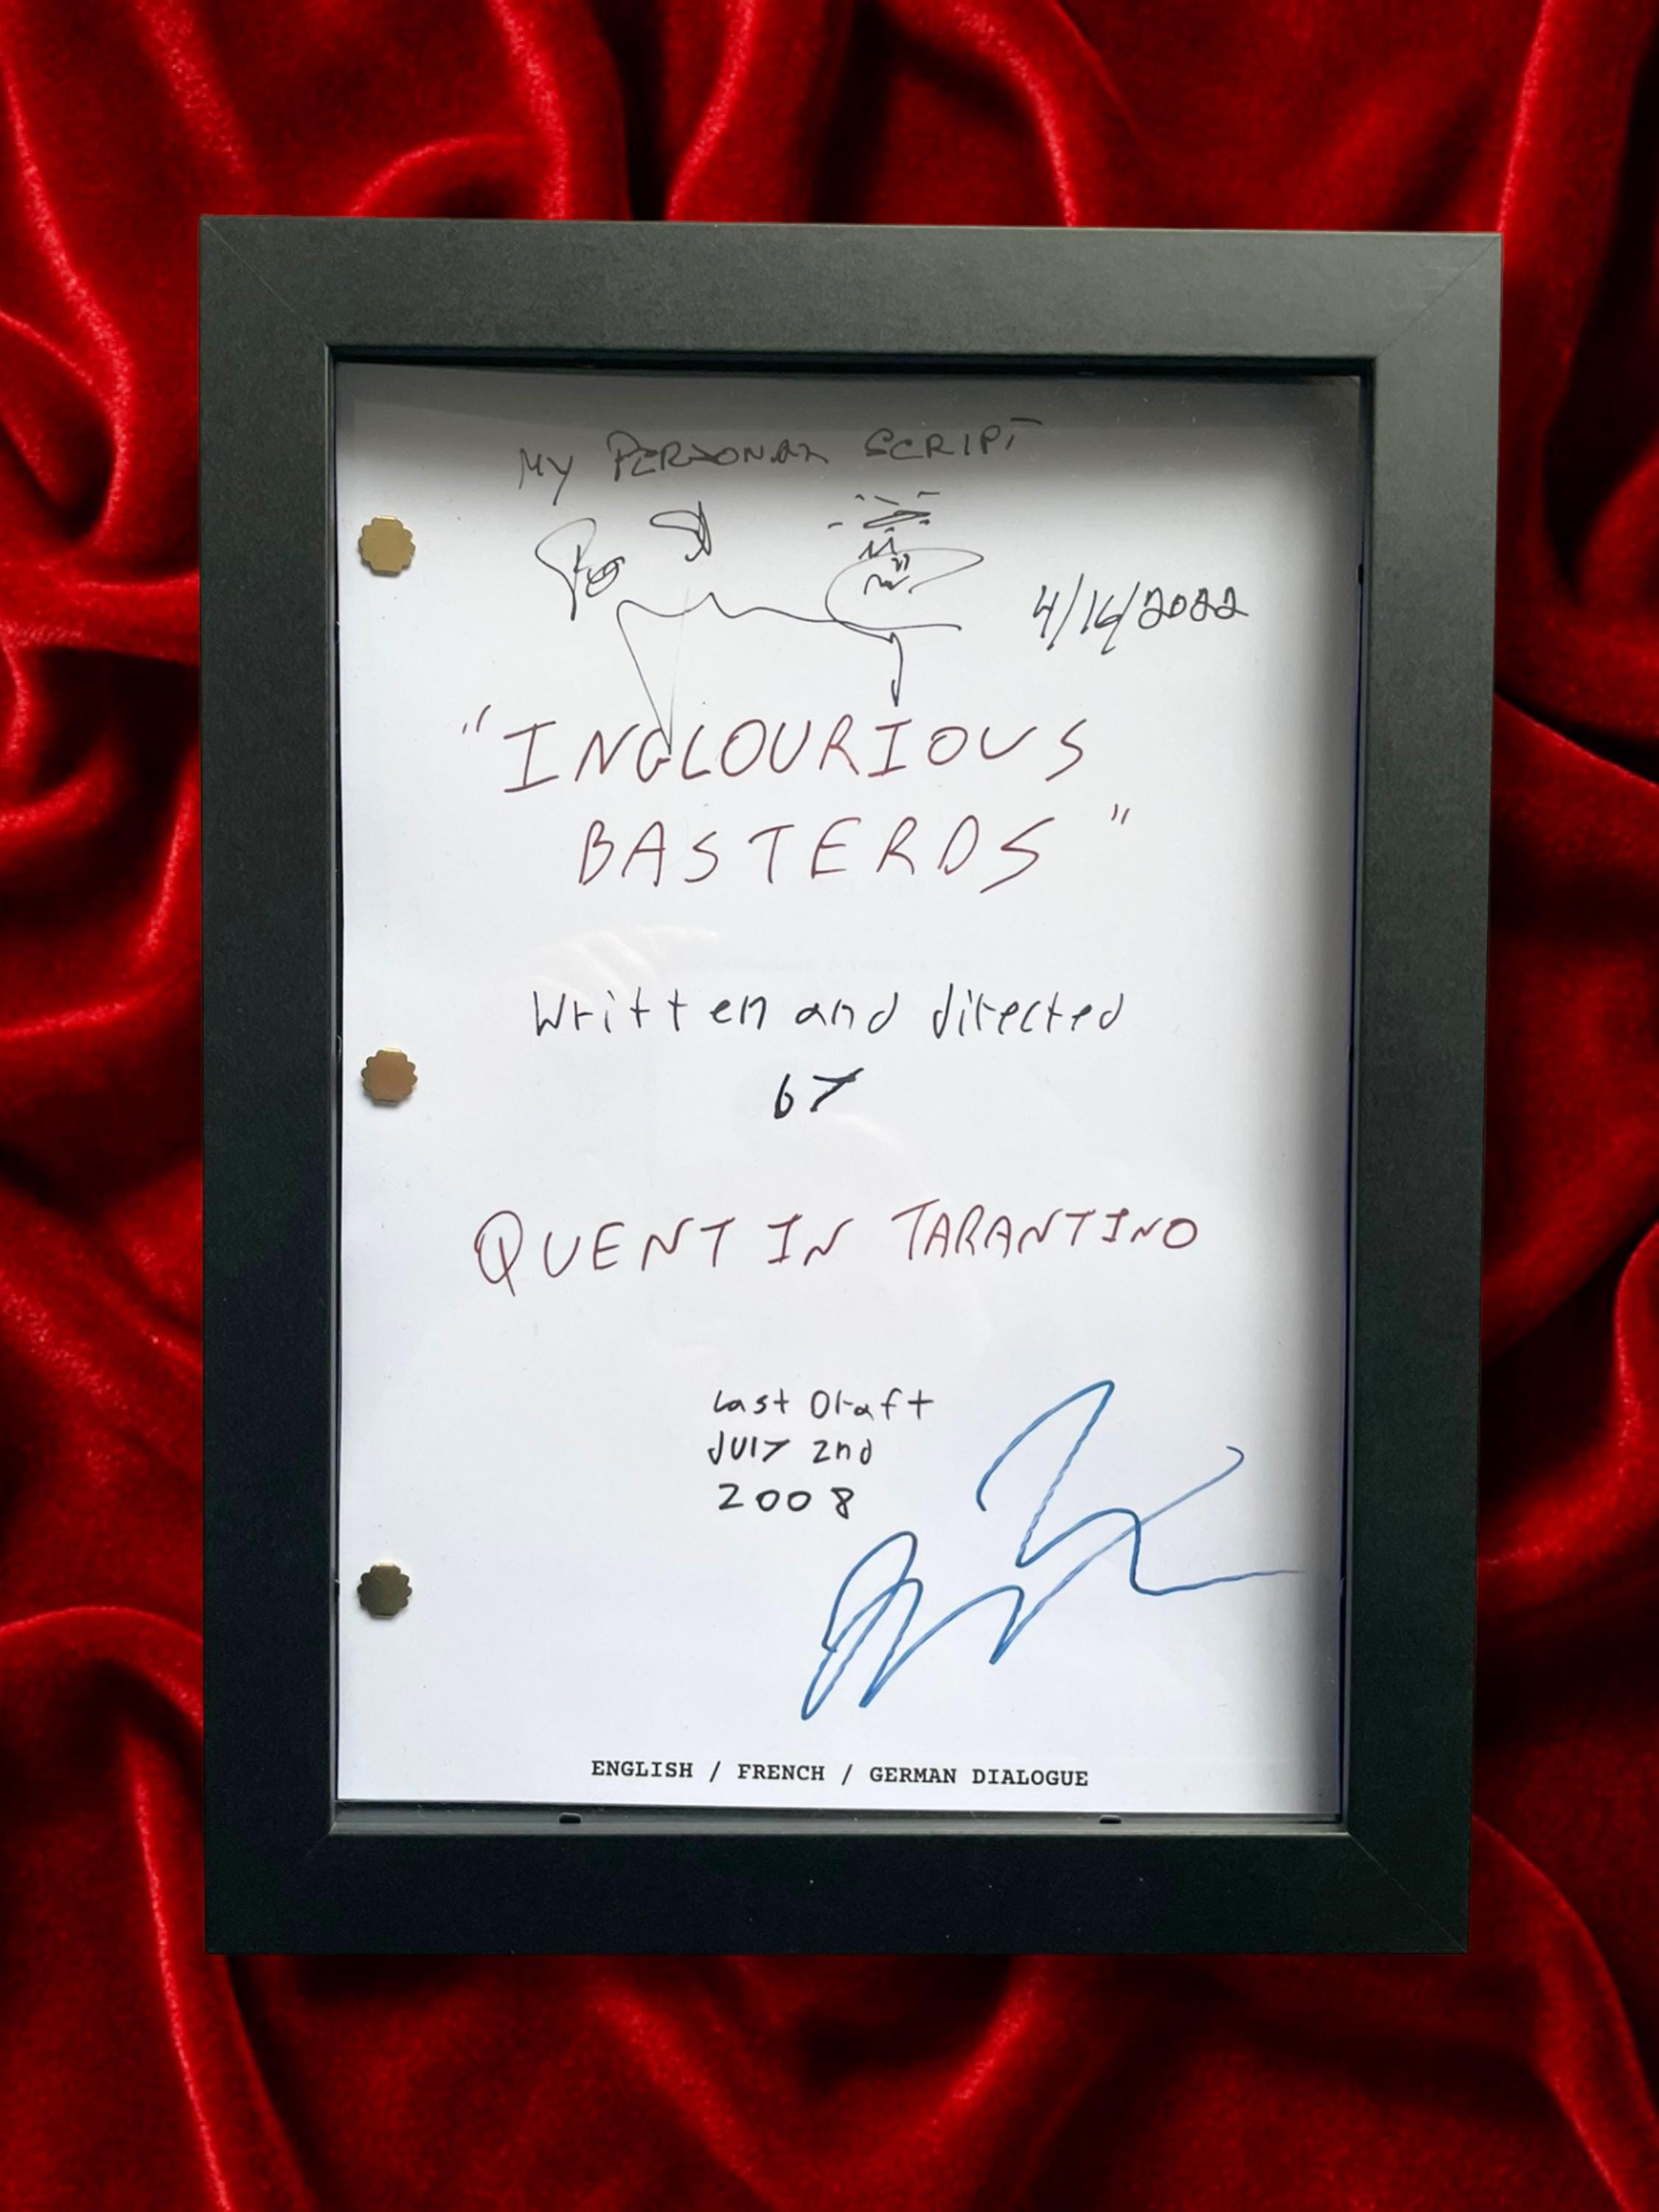 MY PERSONAL SCRIPT
4/16/2022
"INGLOURIOUS
BASTERDS"
Written and directed
by
QUENTIN TARANTINO
Last Draft
July 2nd
2008
ENGLISH / FRENCH / GERMAN DIALOGUE